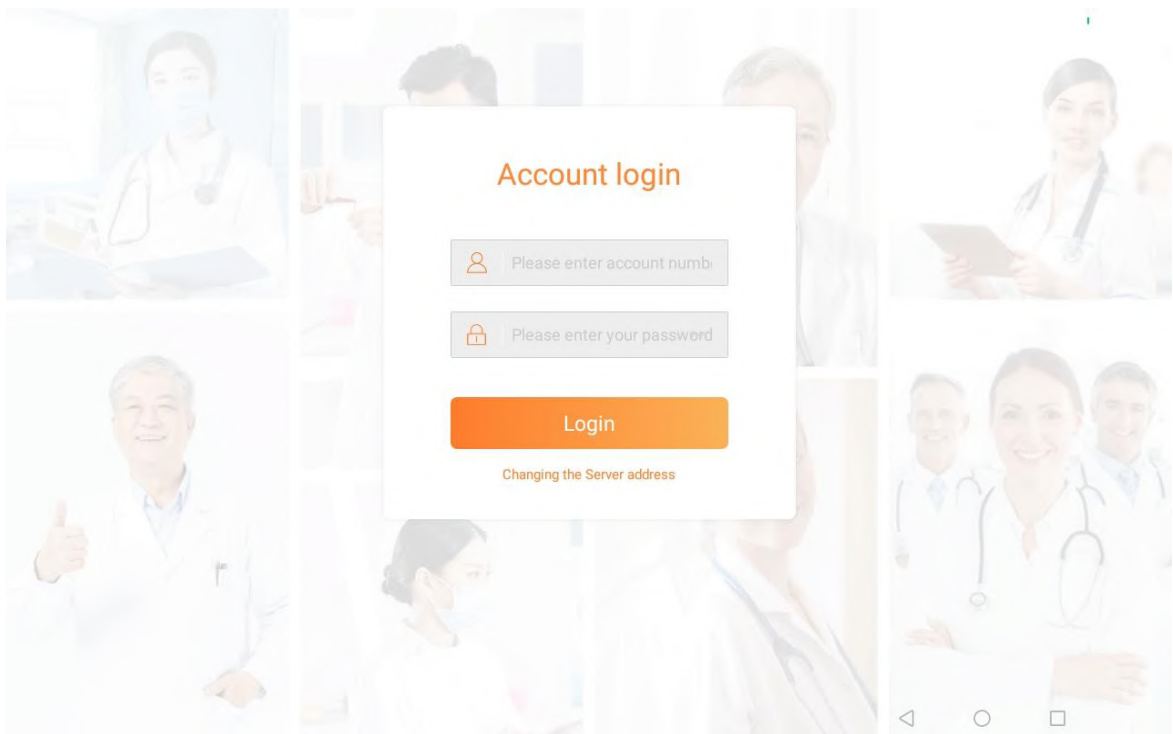 Account login
Please enter account numb
Please enter your password
Login
Changing the Server address